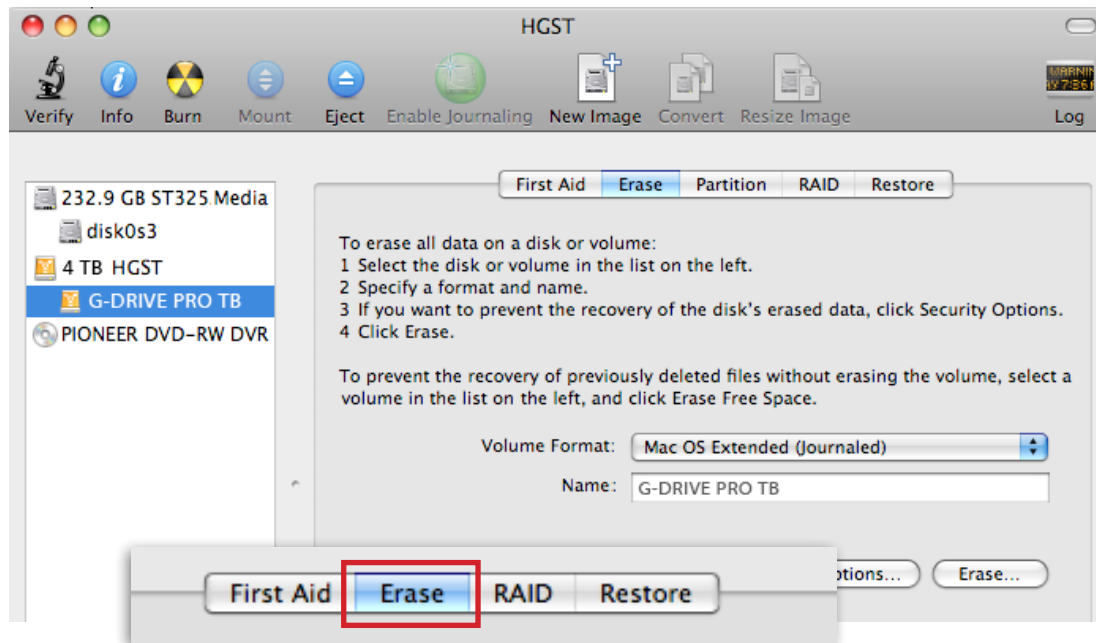 HGST
Verify Info Burn Mount Eject Enable Journaling New Image Convert Resize Image Log
232.9 GB ST325 Media
disk0s3
4 TB HGST
G-DRIVE PRO TB
PIONEER DVD-RW DVR
First Aid Erase Partition RAID Restore
To erase all data on a disk or volume:
1 Select the disk or volume in the list on the left.
2 Specify a format and name.
3 If you want to prevent the recovery of the disk's erased data, click Security Options.
4 Click Erase.
To prevent the recovery of previously deleted files without erasing the volume, select a
volume in the list on the left, and click Erase Free Space.
Volume Format: Mac OS Extended (Journaled)
Name: G-DRIVE PRO TB
Erase...
First Aid Erase RAID Restore